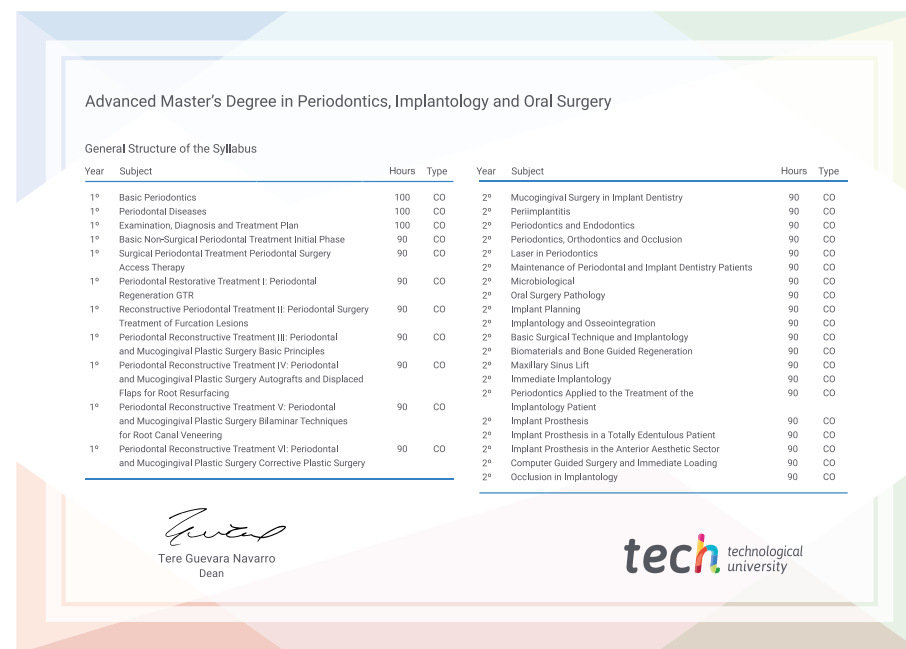 Advanced Master's Degree in Periodontics, Implantology and Oral Surgery
General Structure of the Syllabus
Year Subject Hours Type
1º Basic Periodontics 100 CO
1º Periodontal Diseases 100 CO
1º Examination, Diagnosis and Treatment Plan 100 CO
1º Basic Non-Surgical Periodontal Treatment Initial Phase 90 CO
1º Surgical Periodontal Treatment Periodontal Surgery 90 CO
Access Therapy
1º Periodontal Restorative Treatment I: Periodontal 90 CO
Regeneration GTR
1º Reconstructive Periodontal Treatment II: Periodontal Surgery 90 CO
Treatment of Furcation Lesions
1º Periodontal Reconstructive Treatment III: Periodontal 90 CO
and Mucogingival Plastic Surgery Basic Principles
1º Periodontal Reconstructive Treatment IV: Periodontal 90 CO
and Mucogingival Plastic Surgery Autografts and Displaced
Flaps for Root Resurfacing
1º Periodontal Reconstructive Treatment V: Periodontal 90 CO
and Mucogingival Plastic Surgery Bilaminar Techniques
for Root Canal Veneering
1º Periodontal Reconstructive Treatment VI: Periodontal 90 CO
and Mucogingival Plastic Surgery Corrective Plastic Surgery
Year Subject Hours Type
2º Mucogingival Surgery in Implant Dentistry 90 CO
2º Periimplantitis 90 CO
2º Periodontics and Endodontics 90 CO
2º Periodontics, Orthodontics and Occlusion 90 CO
2º Laser in Periodontics 90 CO
2º Maintenance of Periodontal and Implant Dentistry Patients 90 CO
2º Microbiological 90 CO
2º Oral Surgery Pathology 90 CO
2º Implant Planning 90 CO
2º Implantology and Osseointegration 90 CO
2º Basic Surgical Technique and Implantology 90 CO
2º Biomaterials and Bone Guided Regeneration 90 CO
2º Maxillary Sinus Lift 90 CO
2º Immediate Implantology 90 CO
2º Periodontics Applied to the Treatment of the 90 CO
Implantology Patient
2º Implant Prosthesis 90 CO
2º Implant Prosthesis in a Totally Edentulous Patient 90 CO
2º Implant Prosthesis in the Anterior Aesthetic Sector 90 CO
2º Computer Guided Surgery and Immediate Loading 90 CO
2º Occlusion in Implantology 90 CO
Tere Guevara Navarro
Dean
tech technological
university